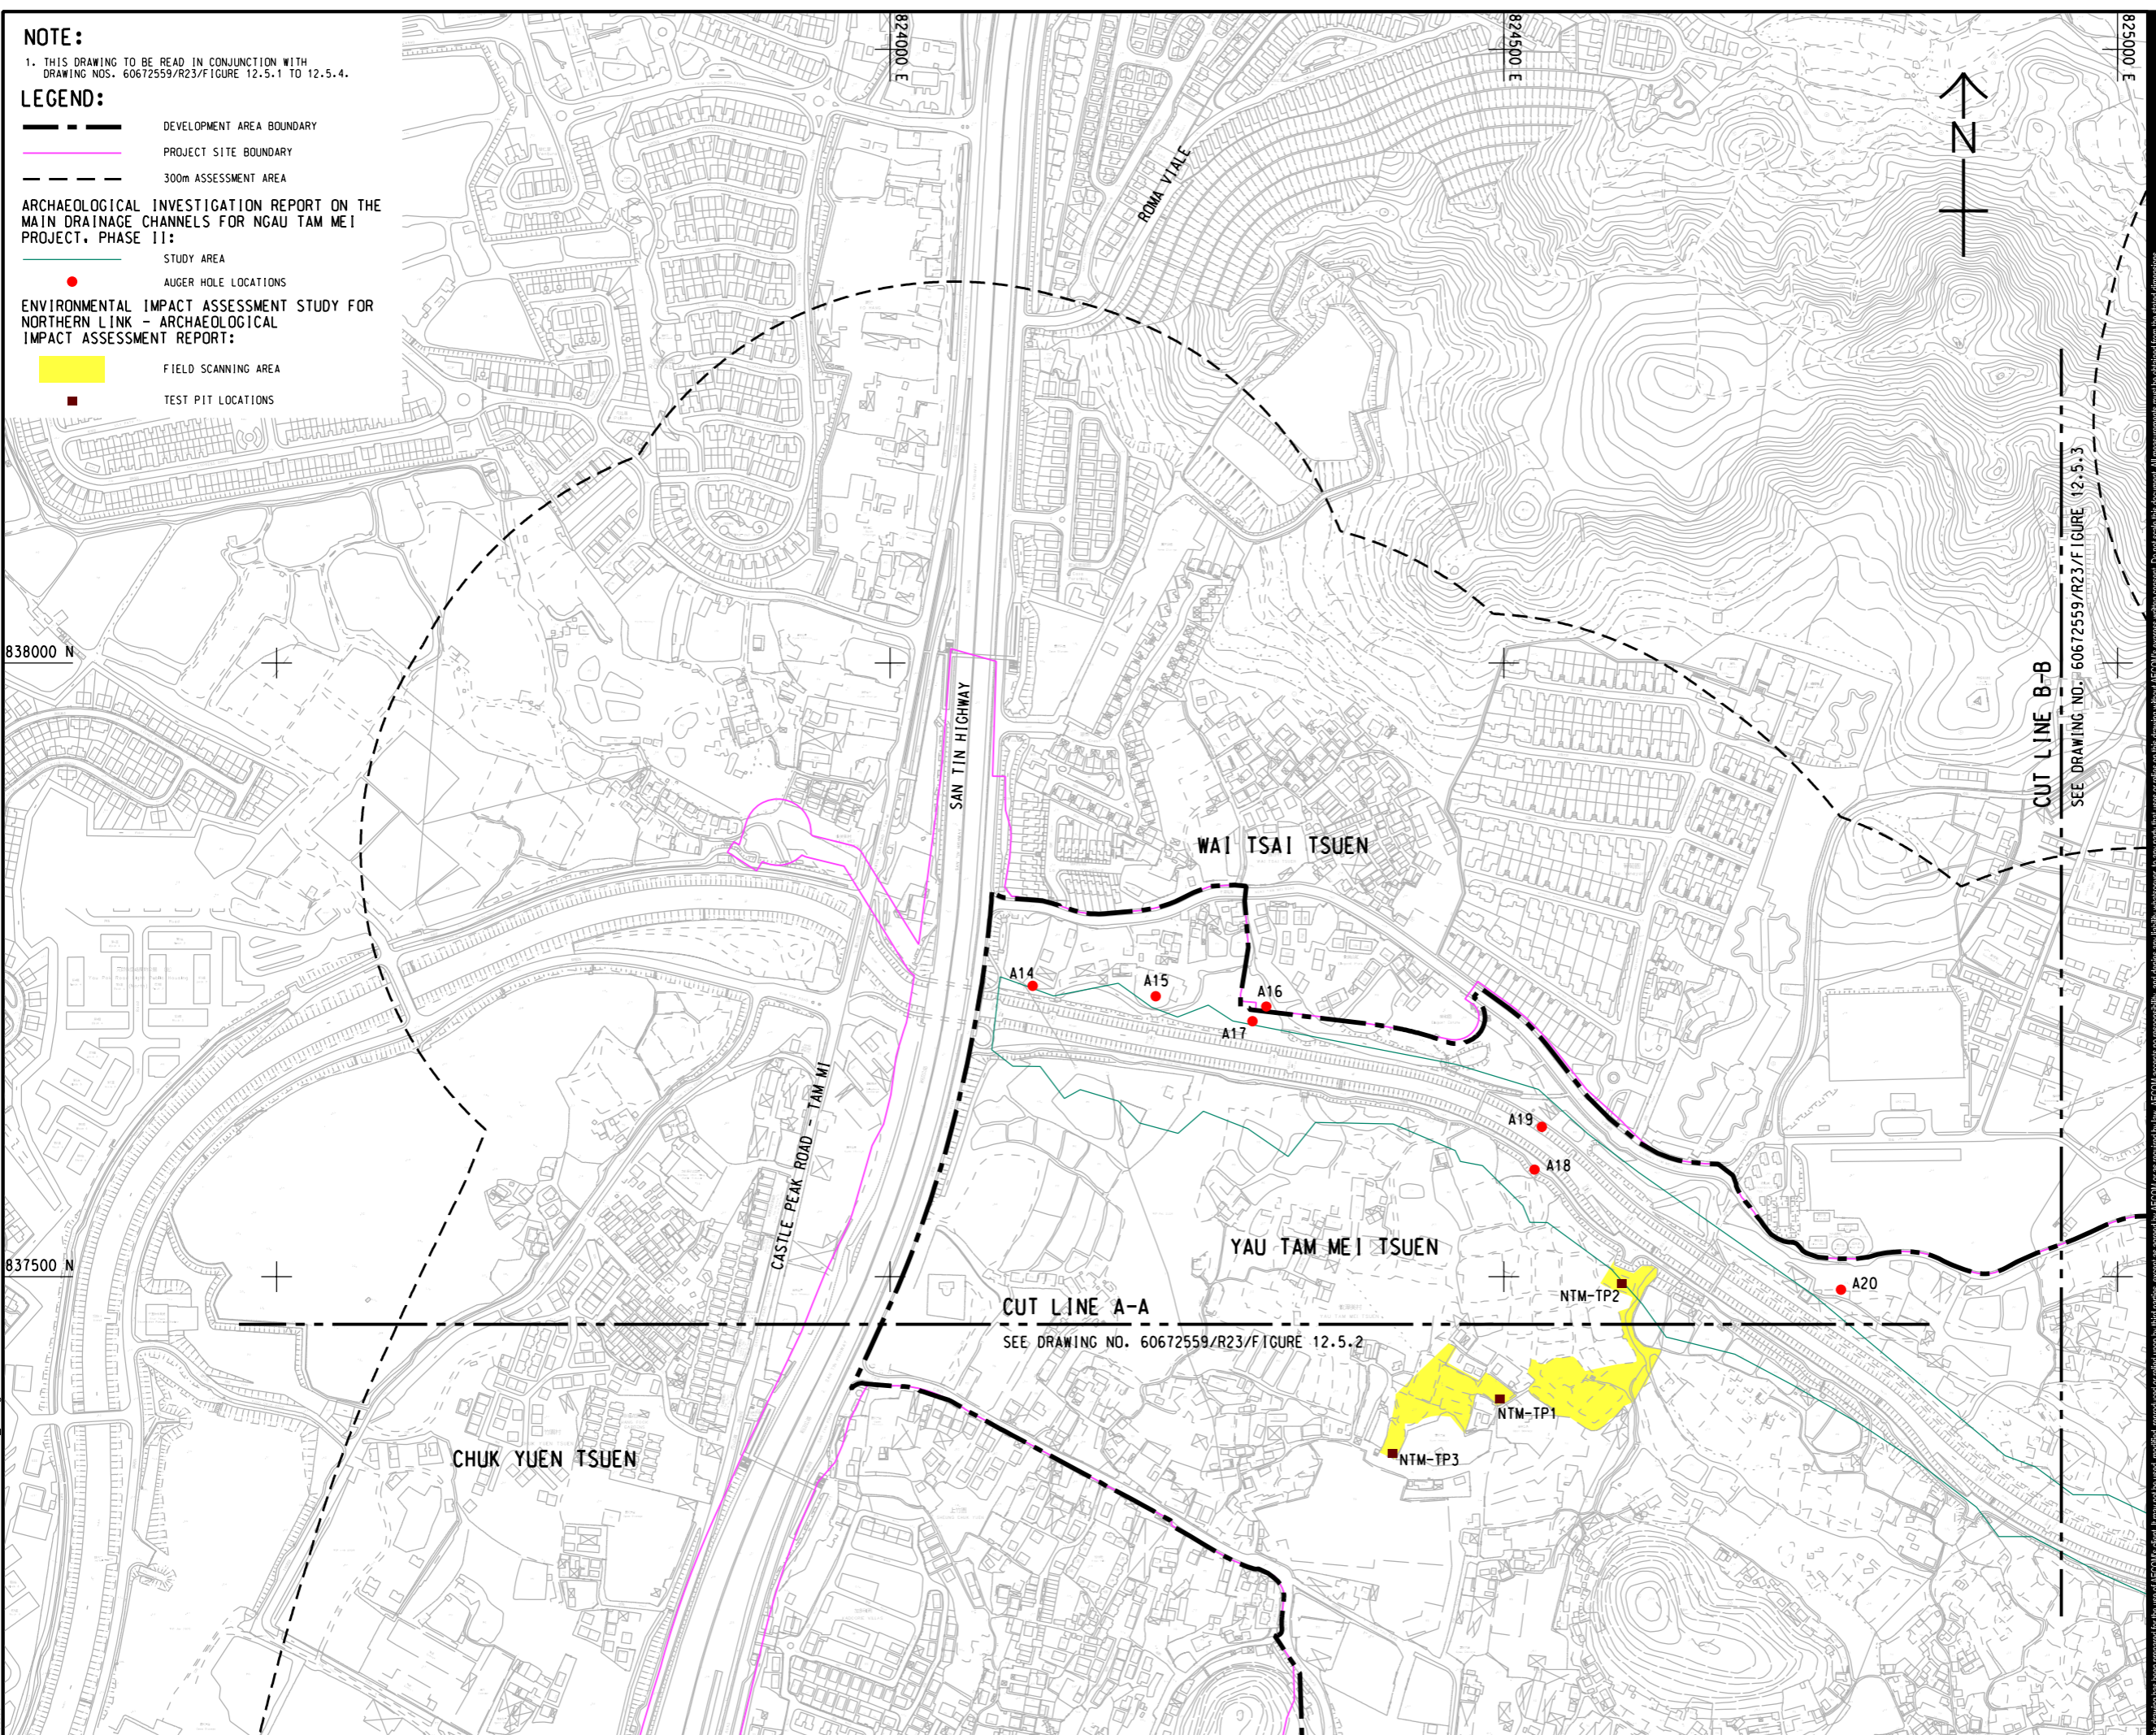 NOTE:
1. THIS DRAWING TO BE READ IN CONJUNCTION WITH
DRAWING NOS. 60672559/R23/FIGURE 12.5.1 TO 12.5.4.
LEGEND:
DEVELOPMENT AREA BOUNDARY
PROJECT SITE BOUNDARY
300m ASSESSMENT AREA
ARCHAEOLOGICAL INVESTIGATION REPORT ON THE
MAIN DRAINAGE CHANNELS FOR NGAU TAM MEI
PROJECT, PHASE II:
STUDY AREA
AUGER HOLE LOCATIONS
ENVIRONMENTAL IMPACT ASSESSMENT STUDY FOR
NORTHERN LINK - ARCHAEOLOGICAL
IMPACT ASSESSMENT REPORT:
FIELD SCANNING AREA
TEST PIT LOCATIONS
824000 E
824500 E
825000 E
N
ROMA VIALE
838000 N
SAN TIN HIGHWAY
WAI TSAI TSUEN
CUT LINE B-B
SEE DRAWING NO. 60672559/R23/FIGURE 12.5.3
A14
A15
A16
A17
CASTLE PEAK ROAD - TAM MI
A19
A18
YAU TAM MEI TSUEN
837500 N
A20
NTM-TP2
CUT LINE A-A
SEE DRAWING NO. 60672559/R23/FIGURE 12.5.2
NTM-TP1
CHUK YUEN TSUEN
NTM-TP3